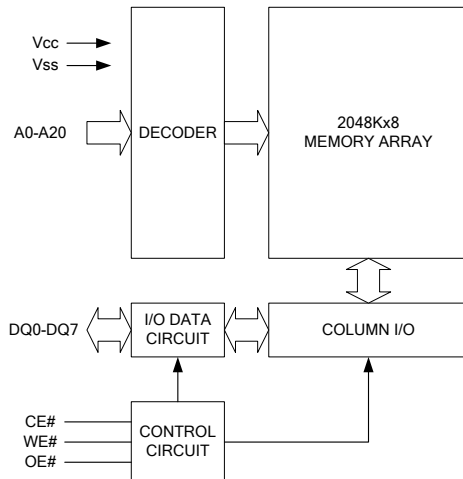 Vcc
Vss
A0-A20
DECODER
2048Kx8
MEMORY ARRAY
DQ0-DQ7
I/O DATA
CIRCUIT
COLUMN I/O
CE#
WE#
OE#
CONTROL
CIRCUIT